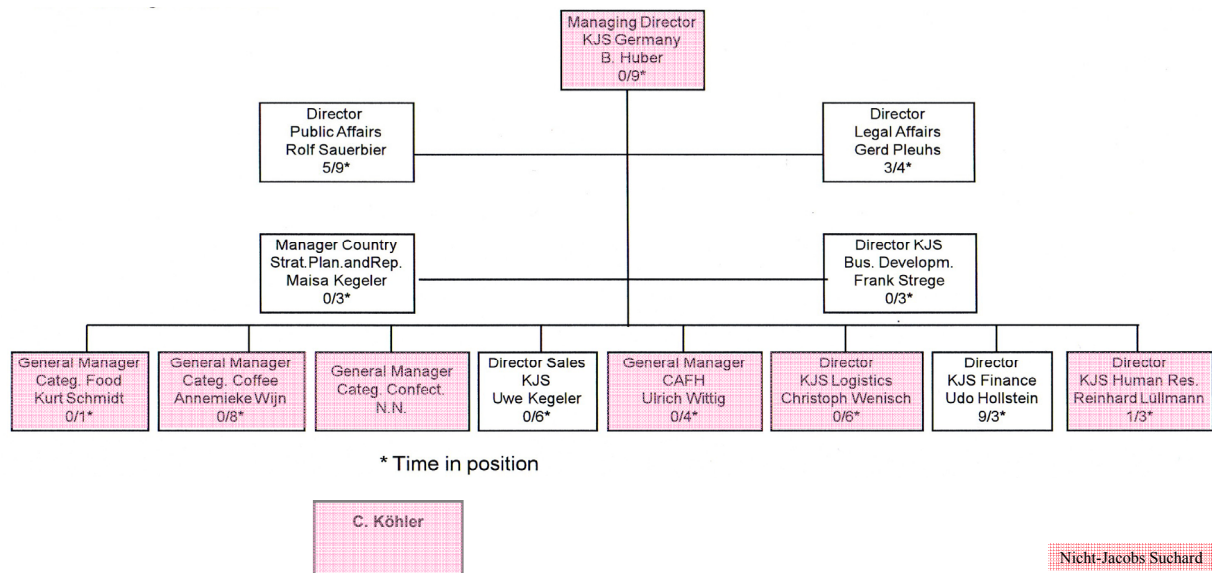 Managing Director
KJS Germany
B. Huber
0/9*
Director
Public Affairs
Rolf Sauerbier
5/9*
Director
Legal Affairs
Gerd Pleuhs
3/4*
Manager Country
Strat.Plan.andRep.
Maisa Kegeler
0/3*
Director KJS
Bus. Developm.
Frank Strege
0/3*
General Manager
Categ. Food
Kurt Schmidt
0/1*
General Manager
Categ. Coffee
Annemieke Wijn
0/8*
General Manager
Categ. Confect.
N.N.
Director Sales
KJS
Uwe Kegeler
0/6*
General Manager
CAFH
Ulrich Wittig
0/4*
Director
KJS Logistics
Christoph Wenisch
0/6*
Director
KJS Finance
Udo Hollstein
9/3*
Director
KJS Human Res.
Reinhard Lüllmann
1/3*
* Time in position
C. Köhler
Nicht-Jacobs Suchard